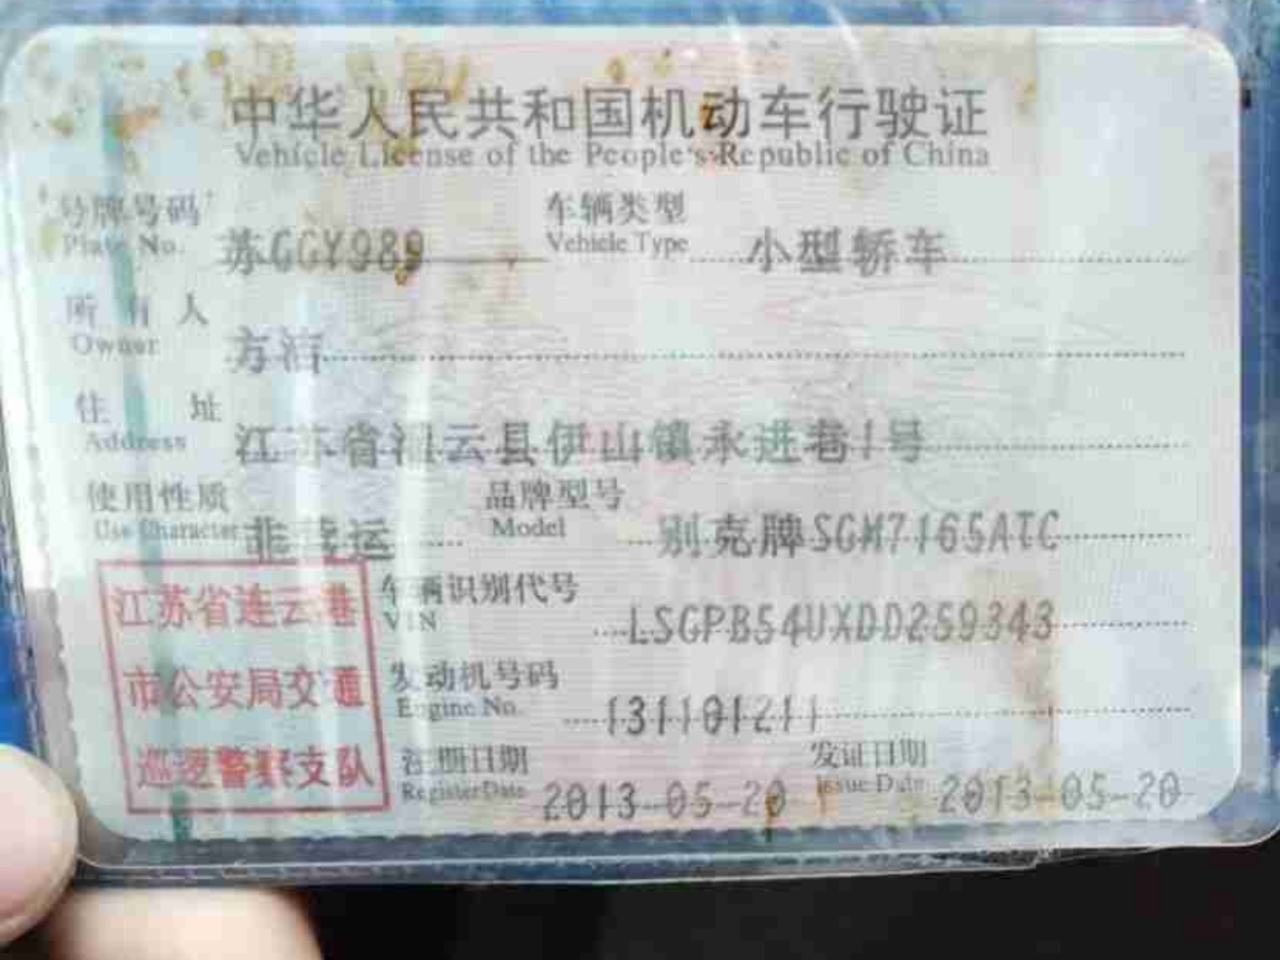 中华人民共和国机动车行驶证
Vehicle License of the People's Republic of China
号牌号码 苏GGY989 车辆类型 小型轿车
Plate No. Vehicle Type
所有人
Owner 方洁
住址
Address 江苏省灌云县伊山镇永进巷1号
使用性质 非营运 品牌型号 别克牌SGM7165ATC
Use Character Model
江苏省连云港
市公安局交通
巡逻警察支队
车辆识别代号
VIN LSGPB54UXDD259343
发动机号码
Engine No. 131101211
注册日期 2013-05-20 发证日期 2013-05-20
Register Date Issue Date